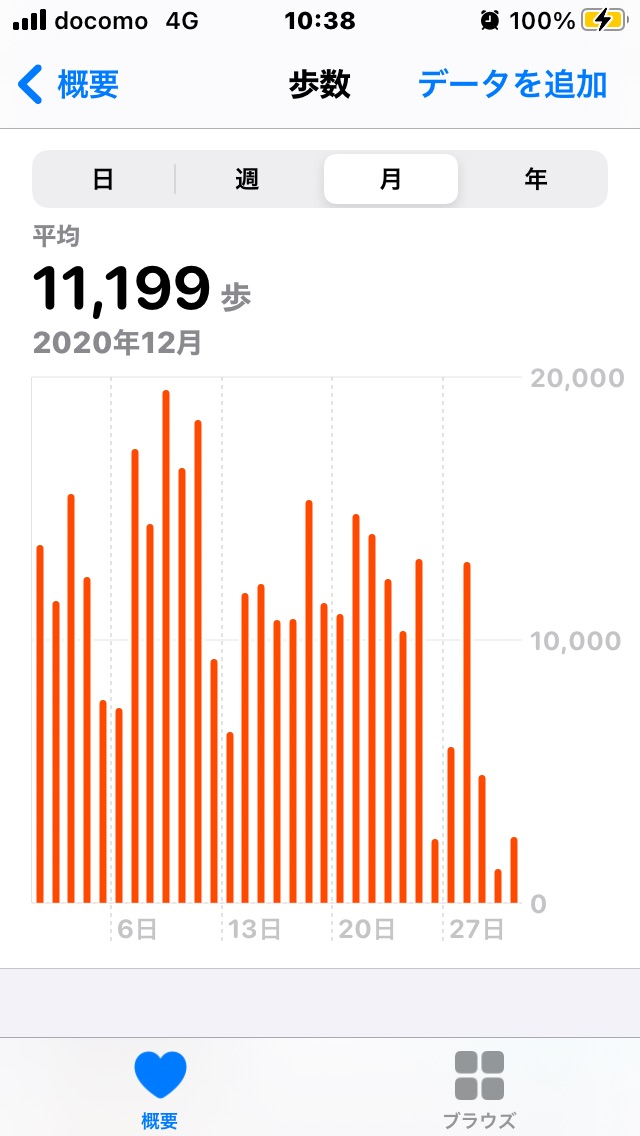 docomo 4G 10:38 100%
概要 歩数 データを追加
日 週 月 年
平均
11,199 歩
2020年12月
20,000
10,000
0
6日 13日 20日 27日
概要 ブラウズ